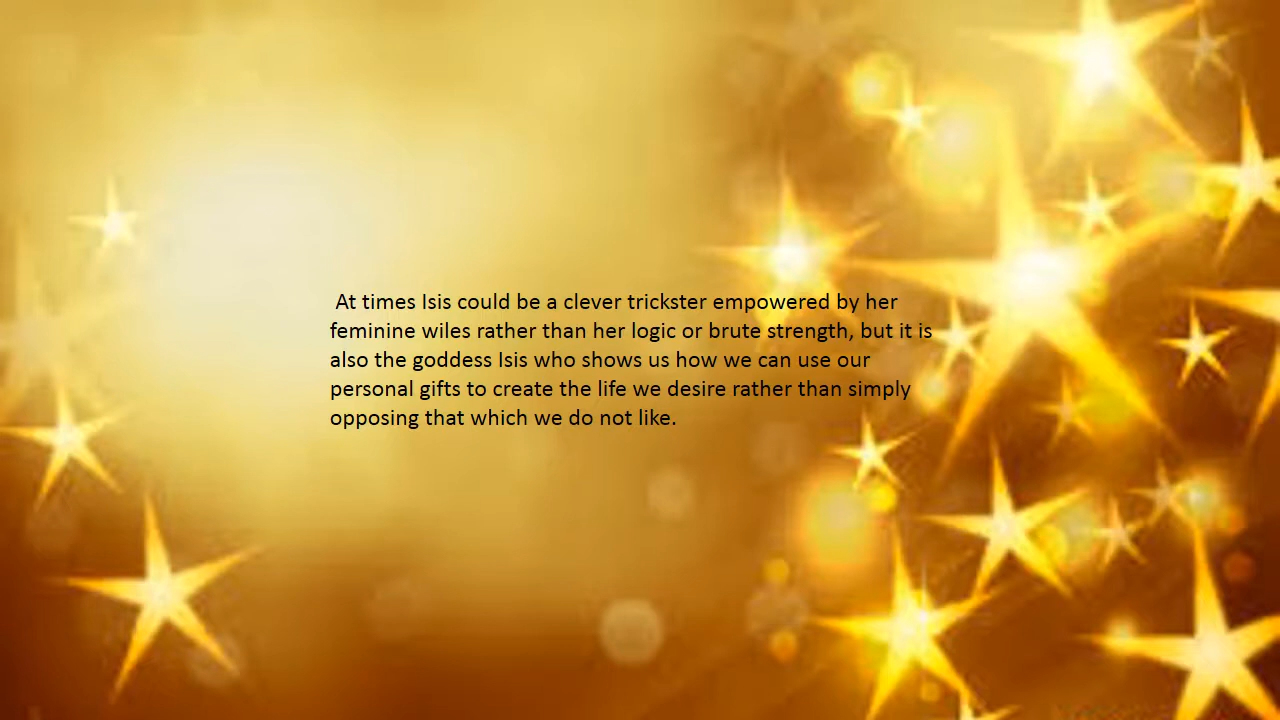 At times Isis could be a clever trickster empowered by her
feminine wiles rather than her logic or brute strength, but it is
also the goddess Isis who shows us how we can use our
personal gifts to create the life we desire rather than simply
opposing that which we do not like.